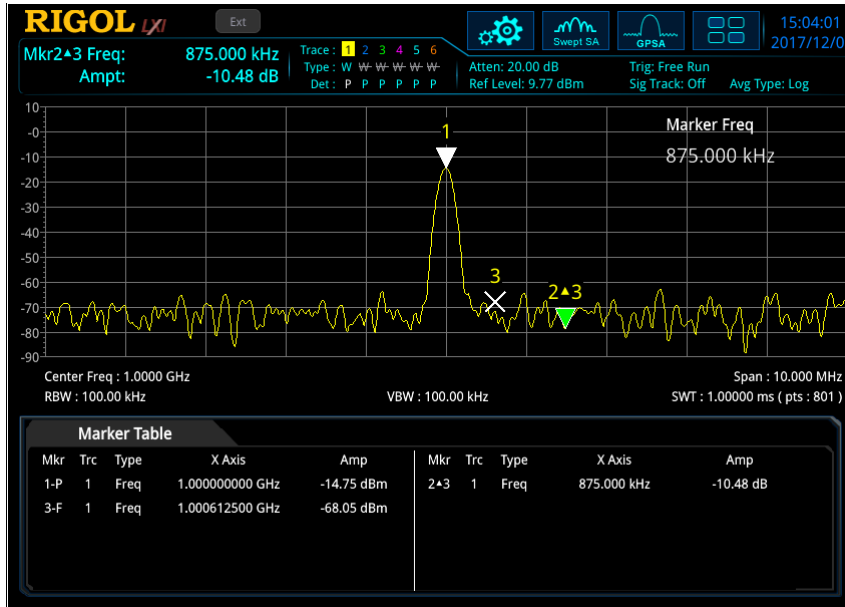 RIGOL LXI Ext Swept SA GPSA 15:04:01
2017/12/0
Mkr2▲3 Freq: 875.000 kHz
Ampt: -10.48 dB
Trace : 1 2 3 4 5 6
Type : W W W W W W
Det : P P P P P P
Atten: 20.00 dB Trig: Free Run
Ref Level: 9.77 dBm Sig Track: Off Avg Type: Log
10
-0
-10
-20
-30
-40
-50
-60
-70
-80
-90
Marker Freq
875.000 kHz
1
3
2▲3
Center Freq : 1.0000 GHz Span : 10.000 MHz
RBW : 100.00 kHz VBW : 100.00 kHz SWT : 1.00000 ms ( pts : 801 )
Marker Table
Mkr Trc Type X Axis Amp Mkr Trc Type X Axis Amp
1-P 1 Freq 1.000000000 GHz -14.75 dBm 2▲3 1 Freq 875.000 kHz -10.48 dB
3-F 1 Freq 1.000612500 GHz -68.05 dBm